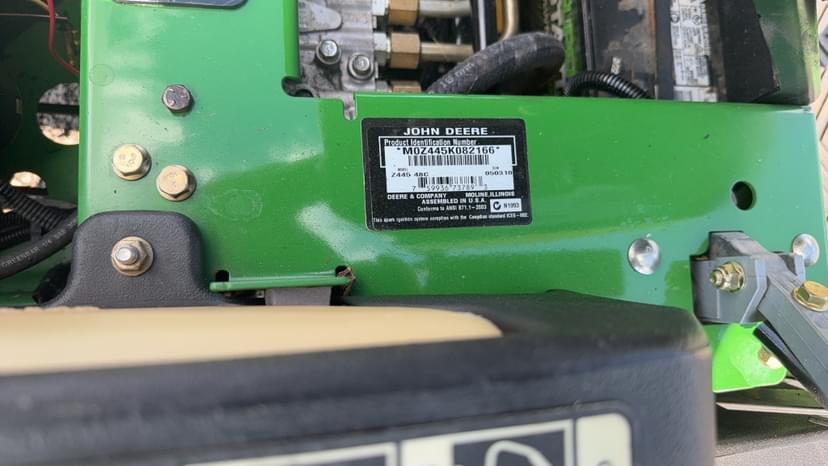 JOHN DEERE
Product Identification Number
*M0Z445K082166*
Z445 48C 050310
DEERE & COMPANY MOLINE,ILLINOIS
ASSEMBLED IN U.S.A.
Conforms to ANSI B71.1-2003
N1993
This spark ignition system complies with the Canadian standard ICES-002.